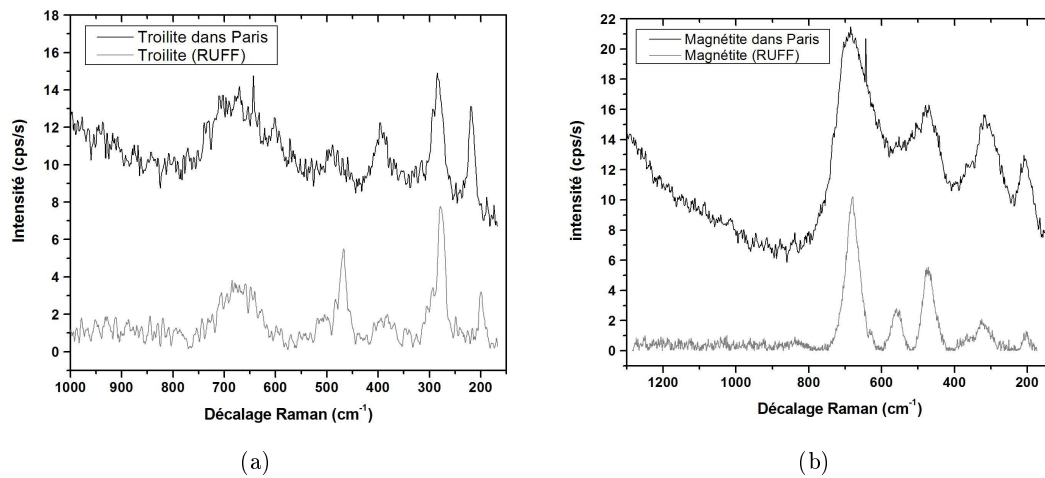 18
16
14
12
10
8
6
4
2
0
Intensité (cps/s)
Troilite dans Paris
Troilite (RUFF)
1000 900 800 700 600 500 400 300 200
Décalage Raman (cm-1)
(a)
22
20
18
16
14
12
10
8
6
4
2
0
intensité (cps/s)
Magnétite dans Paris
Magnétite (RUFF)
1200 1000 800 600 400 200
Décalage Raman (cm-1)
(b)